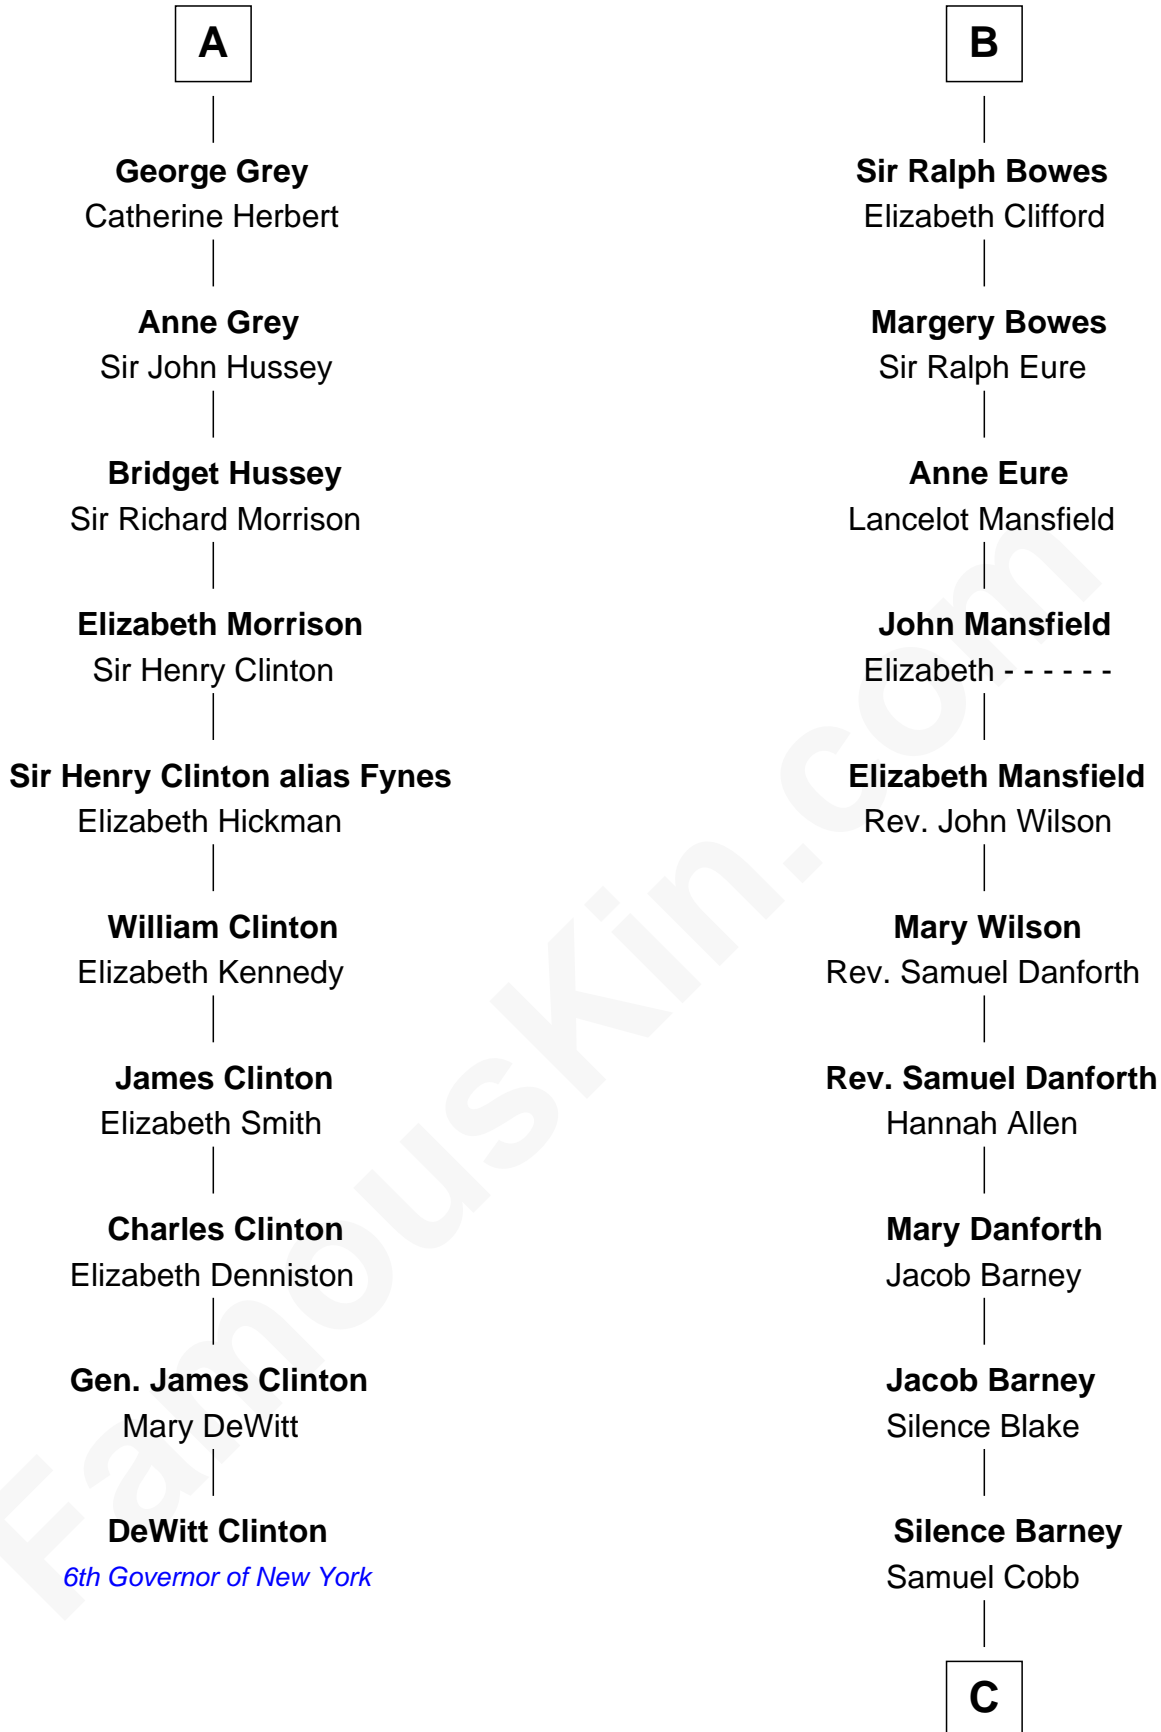 A
George Grey
Catherine Herbert
Anne Grey
Sir John Hussey
Bridget Hussey
Sir Richard Morrison
Elizabeth Morrison
Sir Henry Clinton
Sir Henry Clinton alias Fynes
Elizabeth Hickman
William Clinton
Elizabeth Kennedy
James Clinton
Elizabeth Smith
Charles Clinton
Elizabeth Denniston
Gen. James Clinton
Mary DeWitt
DeWitt Clinton
6th Governor of New York
B
Sir Ralph Bowes
Elizabeth Clifford
Margery Bowes
Sir Ralph Eure
Anne Eure
Lancelot Mansfield
John Mansfield
Elizabeth - - - - - -
Elizabeth Mansfield
Rev. John Wilson
Mary Wilson
Rev. Samuel Danforth
Rev. Samuel Danforth
Hannah Allen
Mary Danforth
Jacob Barney
Jacob Barney
Silence Blake
Silence Barney
Samuel Cobb
C
FamousKin.com